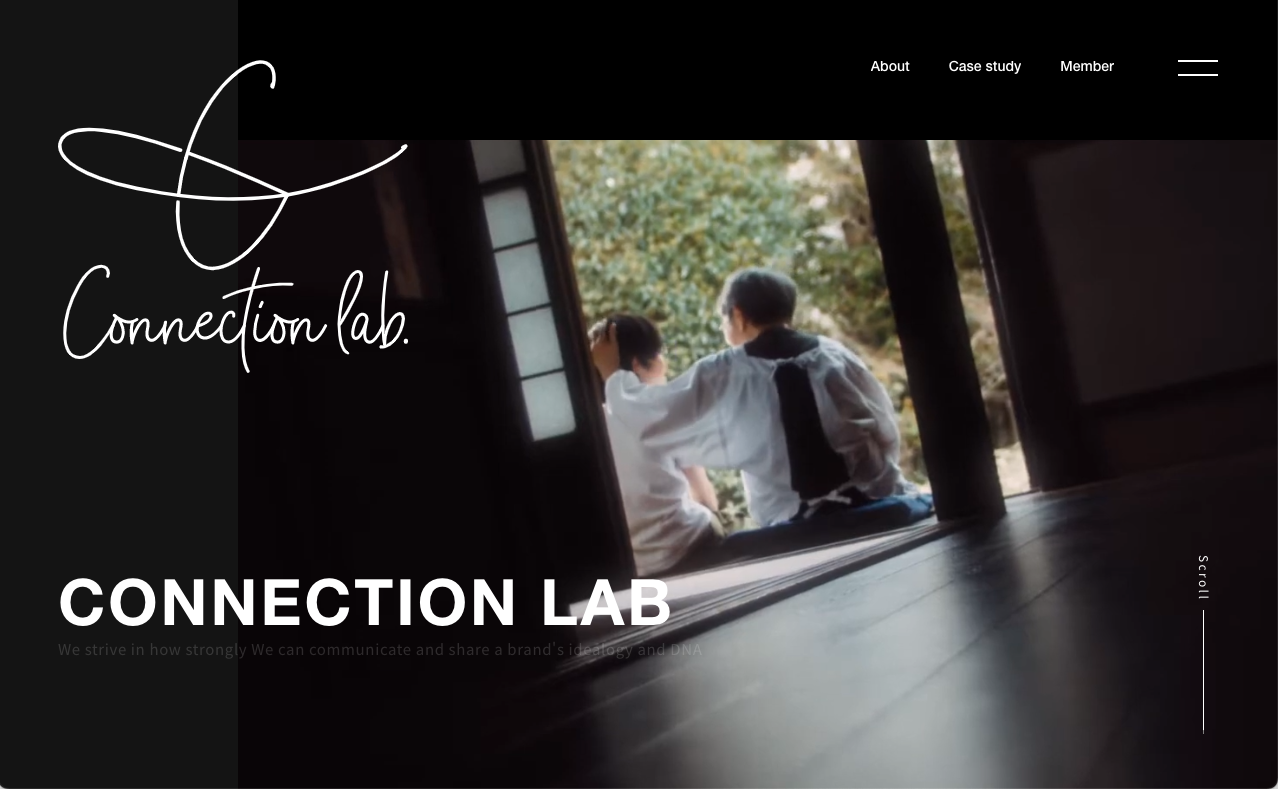 About Case study Member
Connection lab.
CONNECTION LAB
We strive in how strongly We can communicate and share a brand's idealogy and DNA
Scroll